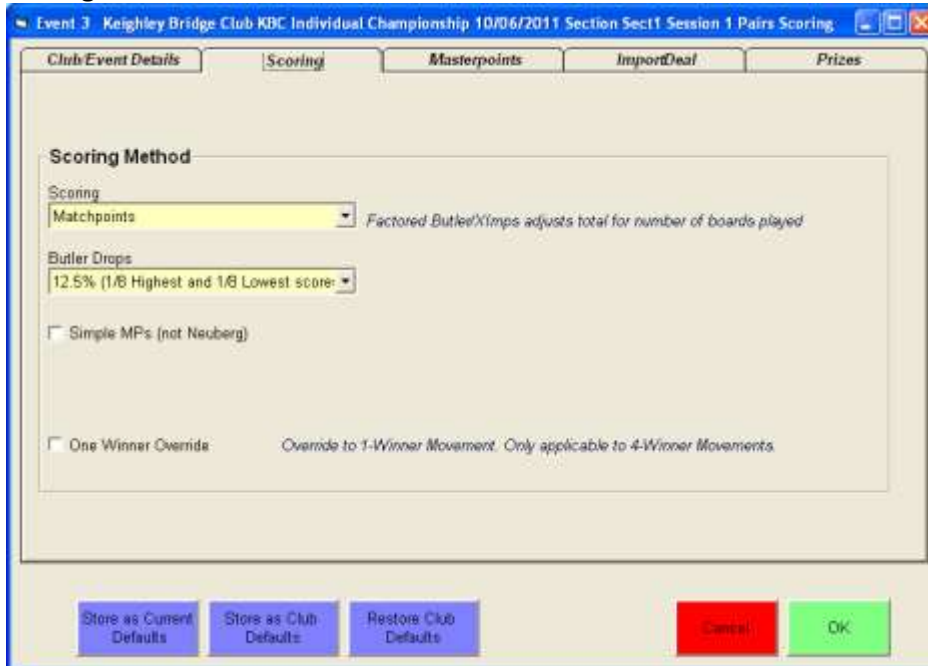 Event 3 Keighley Bridge Club KBC Individual Championship 10/06/2011 Section Sect1 Session 1 Pairs Scoring
Club/Event Details Scoring Masterpoints ImportDeal Prizes
Scoring Method
Scoring
Matchpoints
Factored Butler/XImps adjusts total for number of boards played
Butler Drops
12.5% (1/8 Highest and 1/8 Lowest score
Simple MPs (not Neuberg)
One Winner Override Override to 1-Winner Movement. Only applicable to 4-Winner Movements.
Store as Current Defaults
Store as Club Defaults
Restore Club Defaults
Cancel
OK